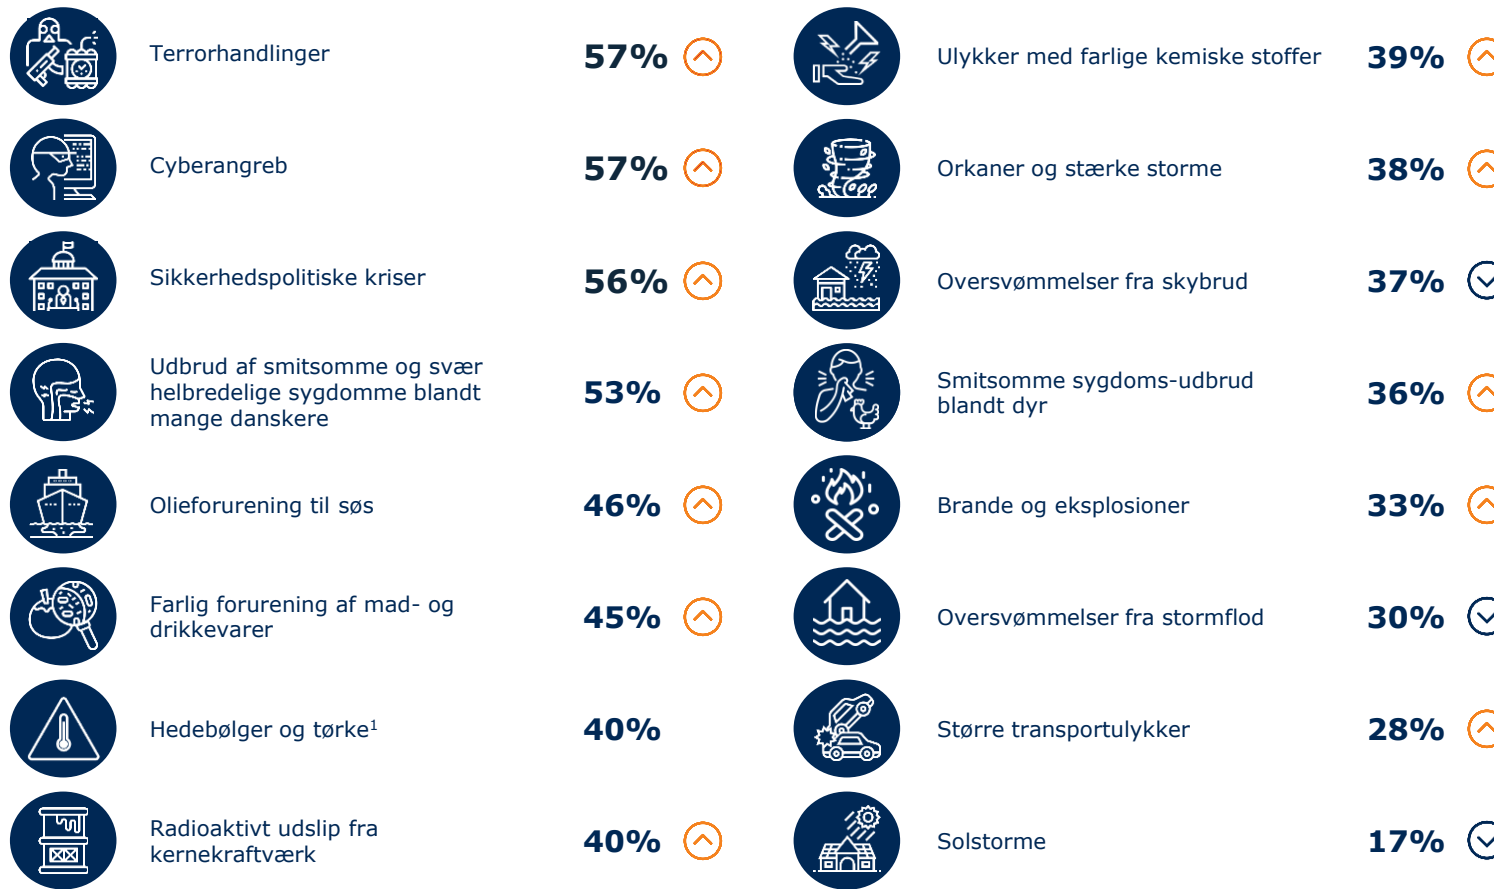 Terrorhandlinger
57%
Cyberangreb
57%
Sikkerhedspolitiske kriser
56%
Udbrud af smitsomme og svær
helbredelige sygdomme blandt
mange danskere
53%
Olieforurening til søs
46%
Farlig forurening af mad- og
drikkevarer
45%
Hedebølger og tørke¹
40%
Radioaktivt udslip fra
kernekraftværk
40%
Ulykker med farlige kemiske stoffer
39%
Orkaner og stærke storme
38%
Oversvømmelser fra skybrud
37%
Smitsomme sygdoms-udbrud
blandt dyr
36%
Brande og eksplosioner
33%
Oversvømmelser fra stormflod
30%
Større transportulykker
28%
Solstorme
17%